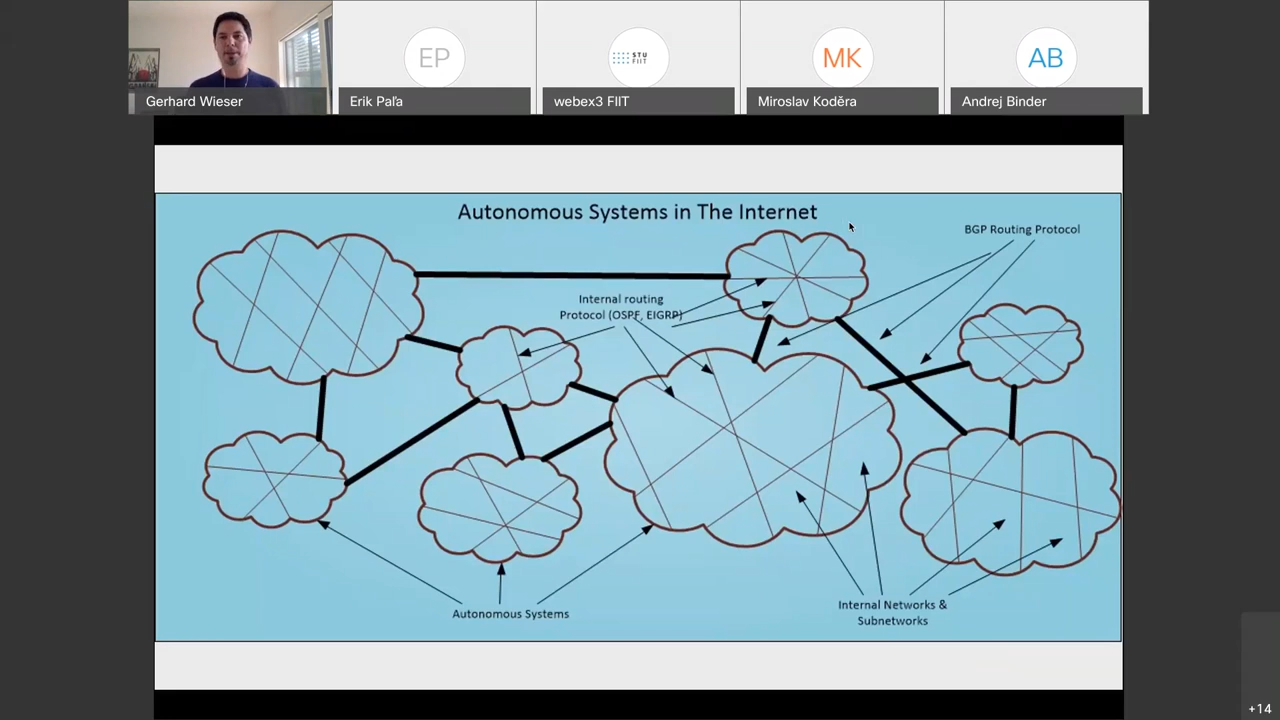 EP
STU
FIIT
MK
AB
Gerhard Wieser
Erik Paľa
webex3 FIIT
Miroslav Koděra
Andrej Binder
Autonomous Systems in The Internet
BGP Routing Protocol
Internal routing
Protocol (OSPF, EIGRP)
Autonomous Systems
Internal Networks &
Subnetworks
+14